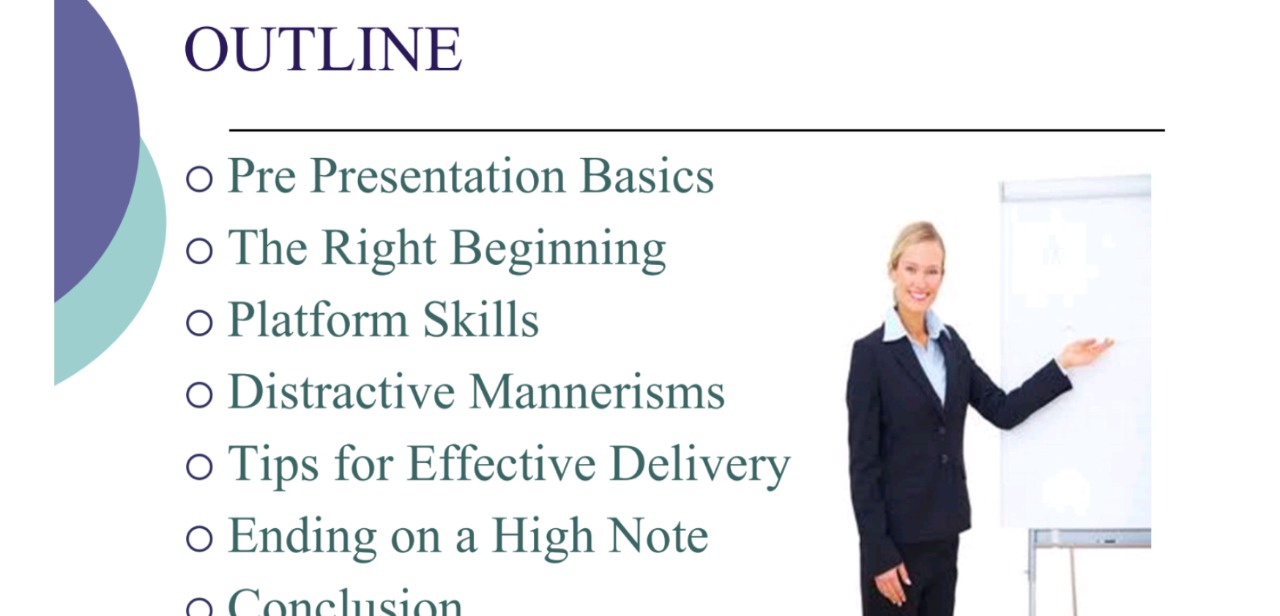 OUTLINE
Pre Presentation Basics
The Right Beginning
Platform Skills
Distractive Mannerisms
Tips for Effective Delivery
Ending on a High Note
Conclusion